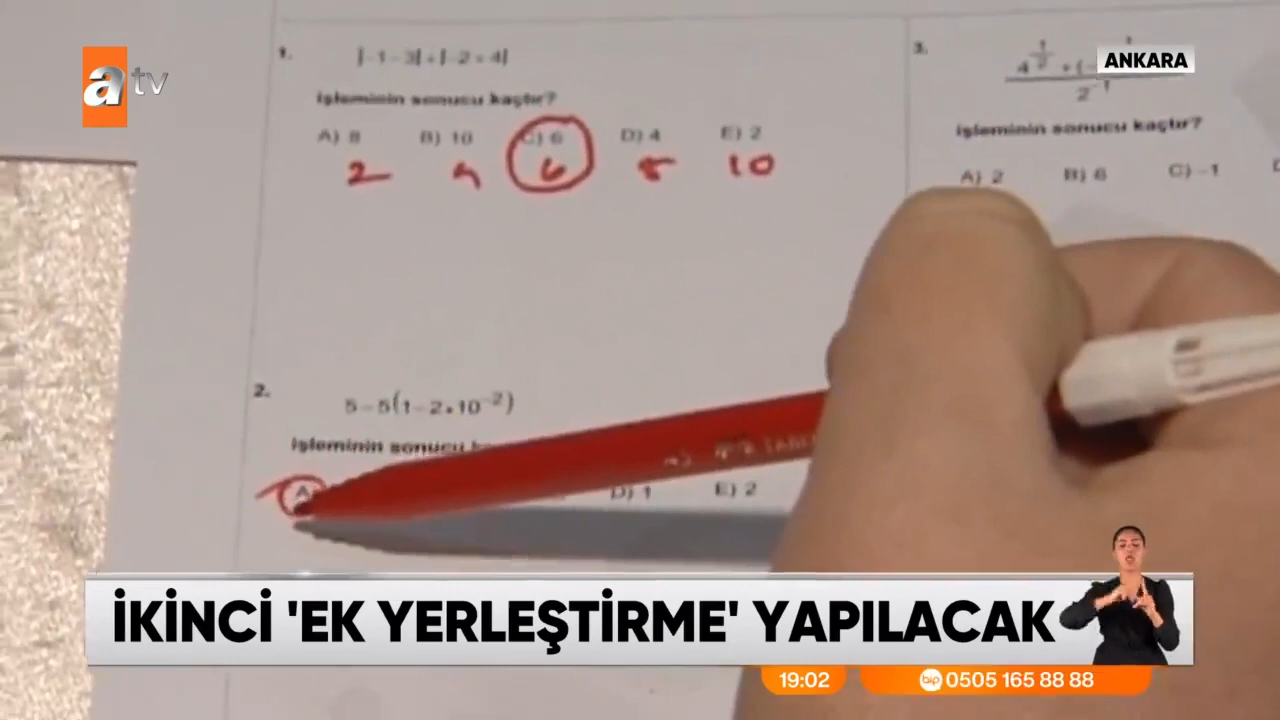 a tv
ANKARA
1.
|-1-3|+|-2+4|
işleminin sonucu kaçtır?
A) 8 B) 10 C) 6 D) 4 E) 2
2 4 6 8 10
2.
5-5(1-2.10⁻²)
işleminin sonucu
A) D) 1 E) 2
3.
2⁻¹
işleminin sonucu kaçtır?
A) 2 B) 6 C) -1
İKİNCİ 'EK YERLEŞTİRME' YAPILACAK
19:02
bip 0505 165 88 88